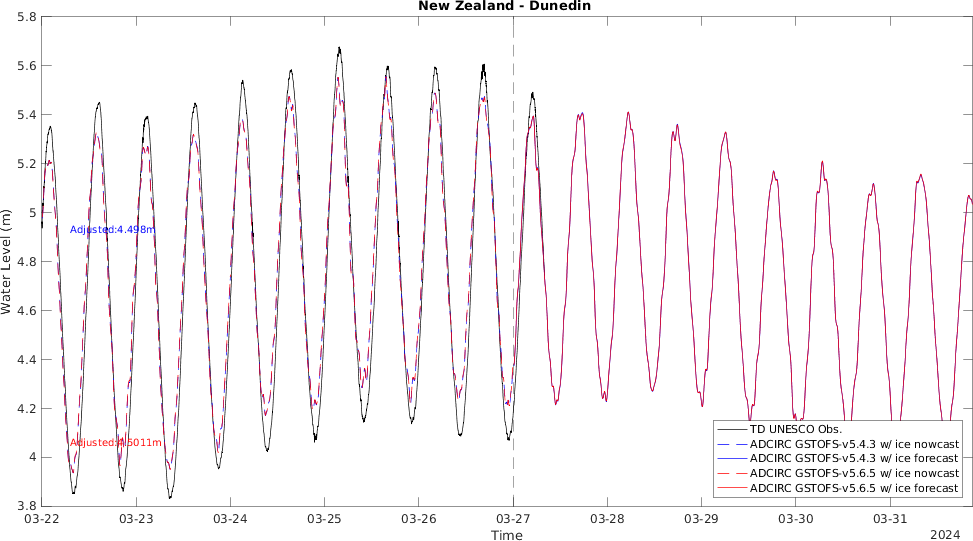 New Zealand - Dunedin
5.8
5.6
5.4
5.2
5
4.8
4.6
4.4
4.2
4
3.8
Water Level (m)
Adjusted:4.498m
Adjusted:4.5011m
TD UNESCO Obs.
ADCIRC GSTOFS-v5.4.3 w/ ice nowcast
ADCIRC GSTOFS-v5.4.3 w/ ice forecast
ADCIRC GSTOFS-v5.6.5 w/ ice nowcast
ADCIRC GSTOFS-v5.6.5 w/ ice forecast
03-22 03-23 03-24 03-25 03-26 03-27 03-28 03-29 03-30 03-31
Time
2024